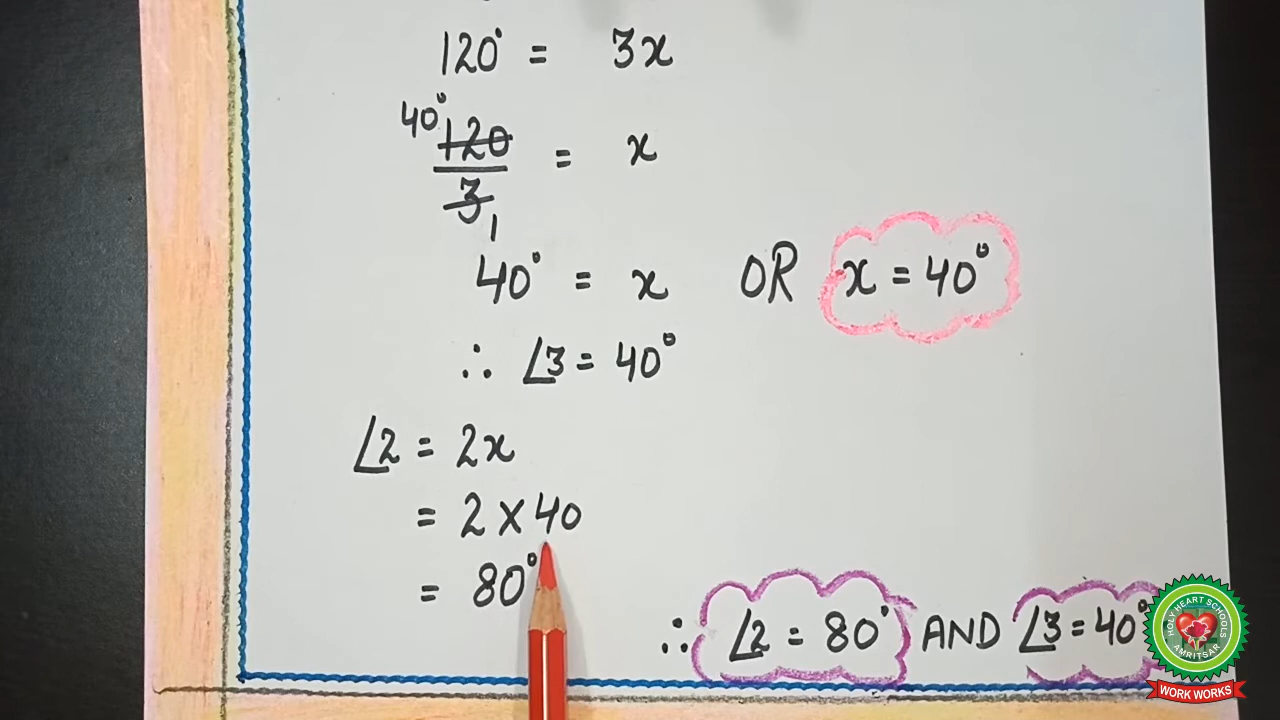 120° = 3x
40°
120/3 = x
1
40° = x OR x = 40°
∴ ∠3 = 40°
∠2 = 2x
= 2 × 40
= 80°
∴ ∠2 = 80° AND ∠3 = 40°
HOLY HEART SCHOOLS
AMRITSAR
WORK WORKS